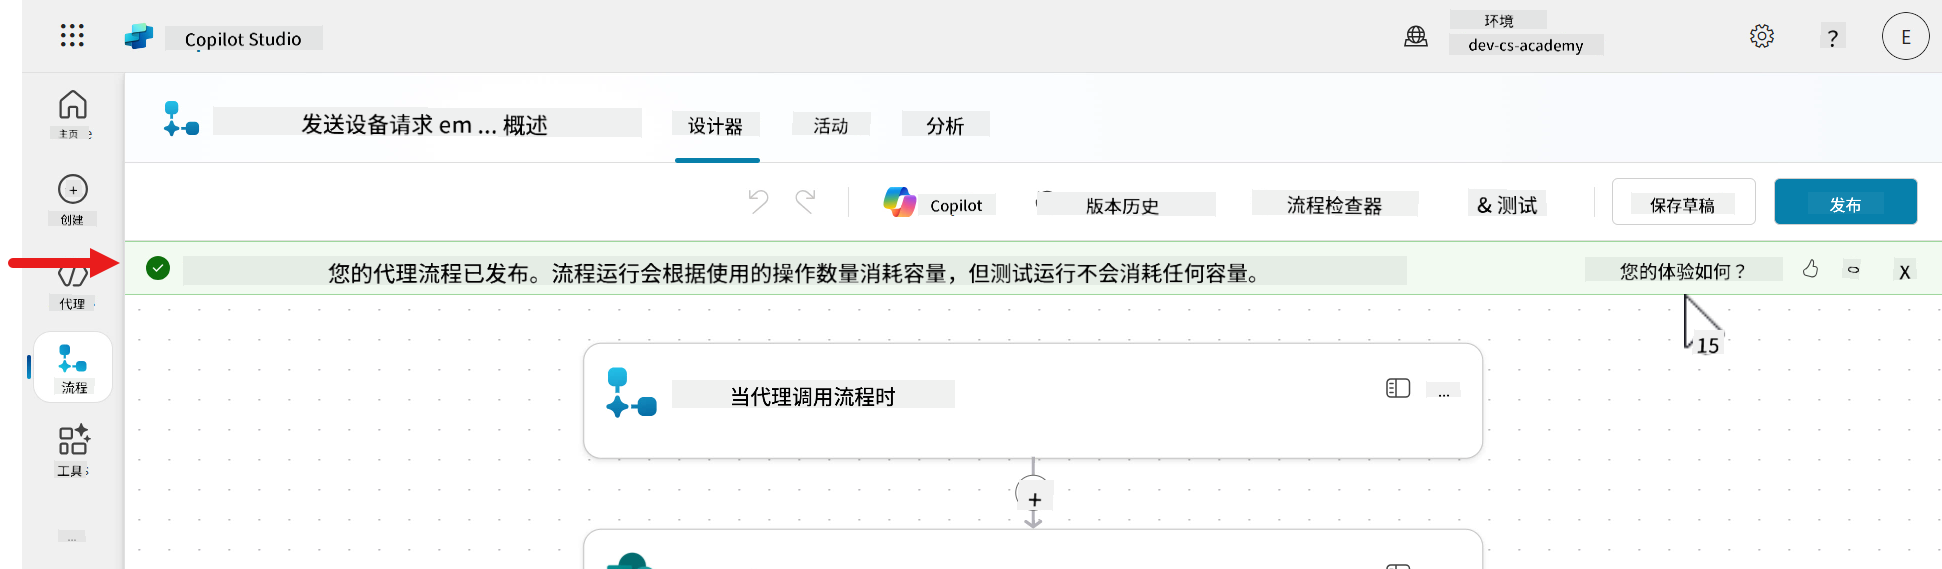 Copilot Studio
环境
dev-cs-academy
?
E
主页
创建
代理
流程
工具
...
发送设备请求 em ... 概述
设计器
活动
分析
Copilot
版本历史
流程检查器
& 测试
保存草稿
发布
您的代理流程已发布。流程运行会根据使用的操作数量消耗容量，但测试运行不会消耗任何容量。
您的体验如何？
X
15
当代理调用流程时
...
+